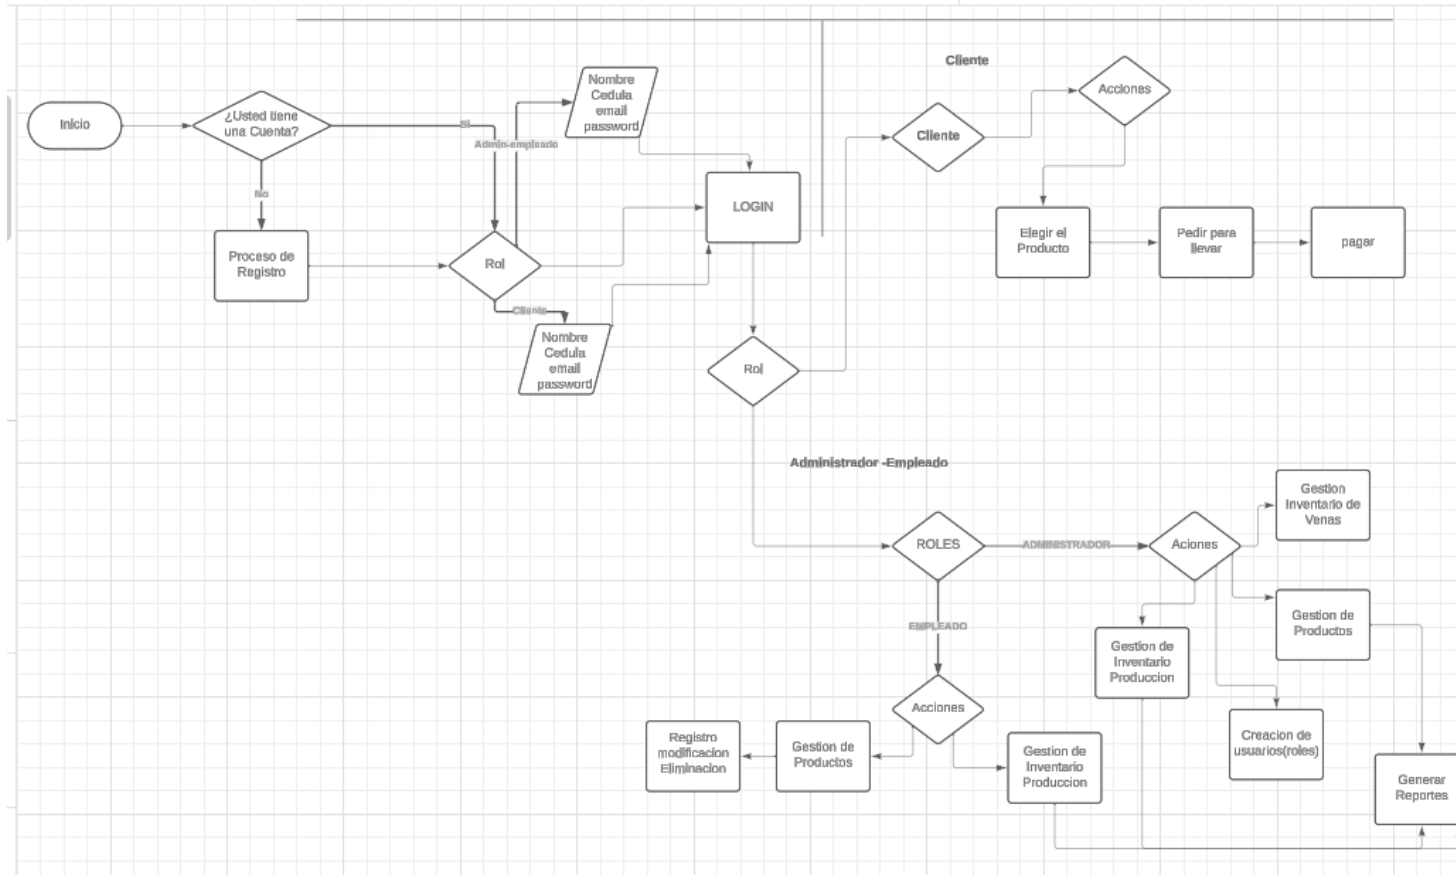 Cliente
Inicio
¿Usted tiene
una Cuenta?
si
Admin-empleado
Nombre
Cedula
email
password
Acciones
Cliente
No
Proceso de
Registro
Rol
LOGIN
Elegir el
Producto
Pedir para
llevar
pagar
Cliente
Nombre
Cedula
email
password
Rol
Administrador -Empleado
ROLES
ADMINISTRADOR
Aciones
Gestion
Inventario de
Venas
EMPLEADO
Gestion de
Productos
Gestion de
Inventario
Produccion
Acciones
Registro
modificacion
Eliminacion
Gestion de
Productos
Gestion de
Inventario
Produccion
Creacion de
usuarios(roles)
Generar
Reportes